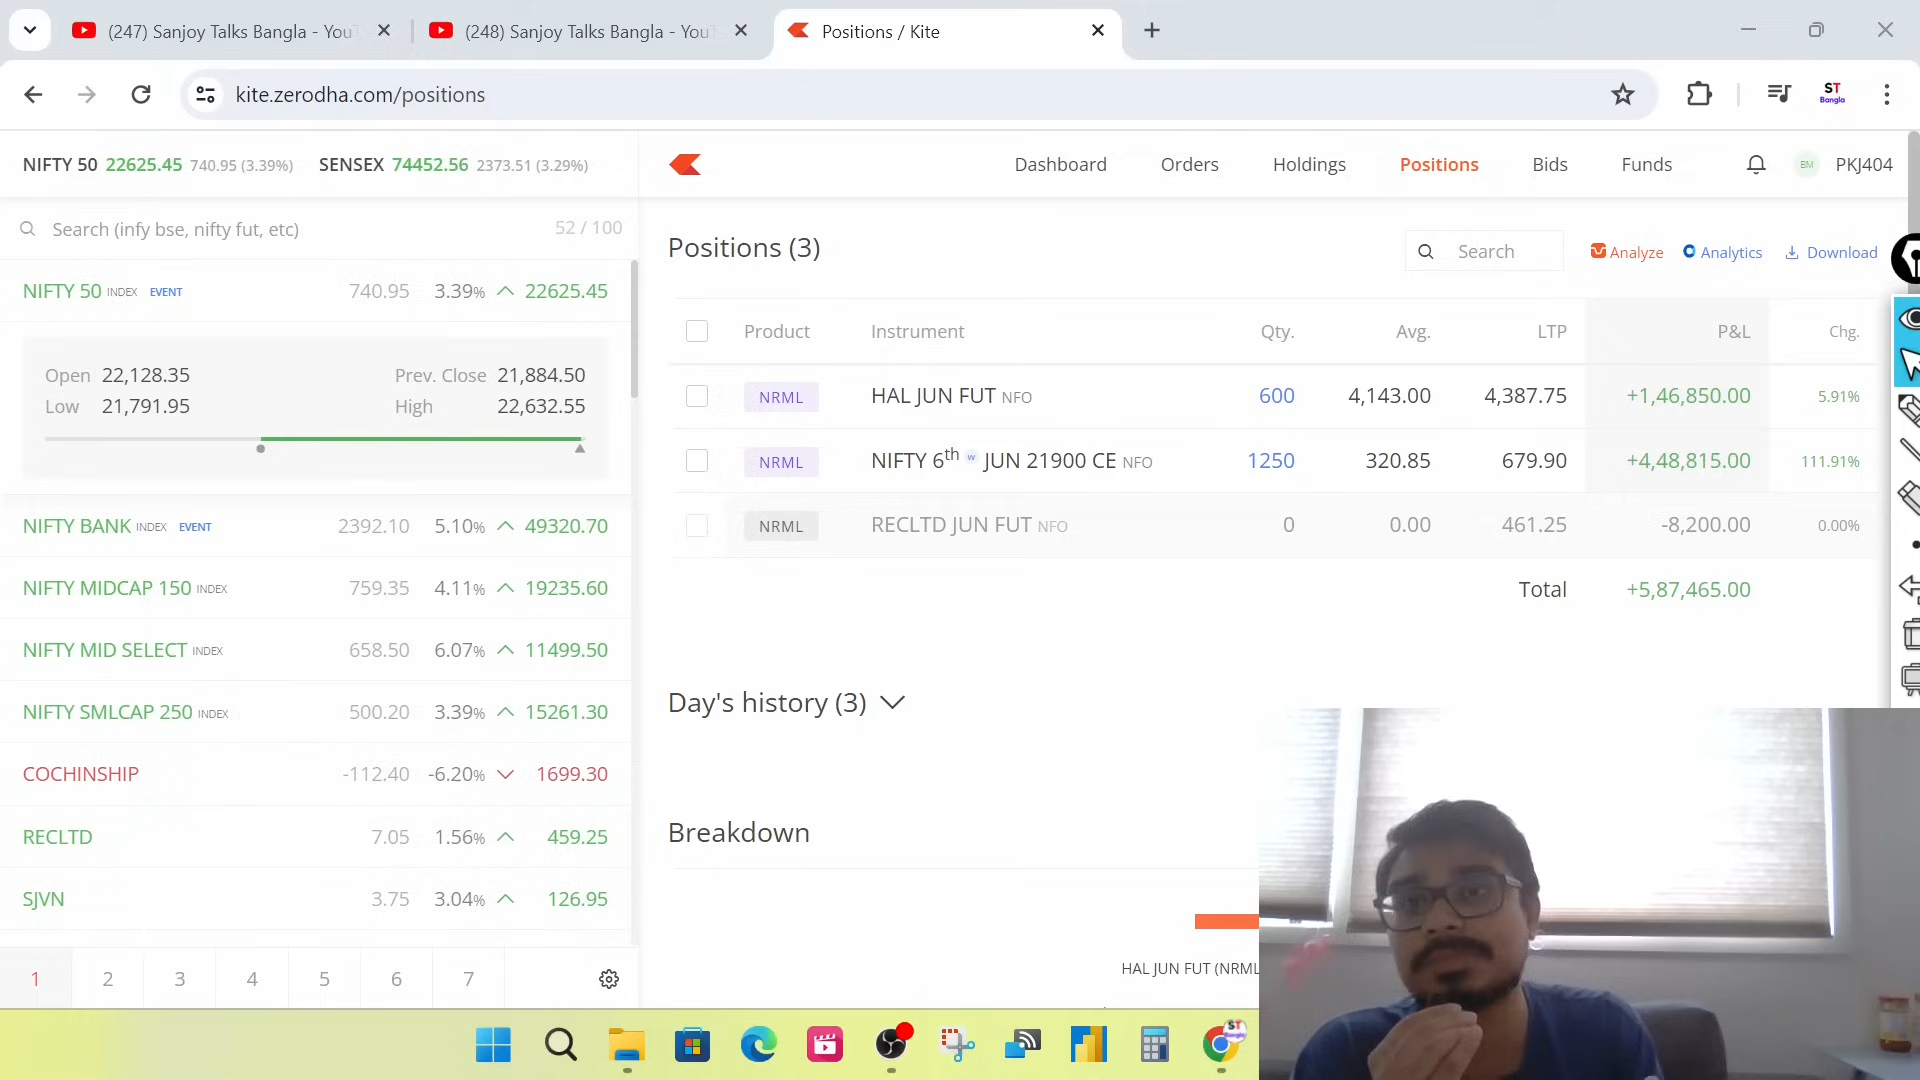 (247) Sanjoy Talks Bangla - YouT
(248) Sanjoy Talks Bangla - YouT
Positions / Kite
kite.zerodha.com/positions
ST Bangla
NIFTY 50 22625.45 740.95 (3.39%) SENSEX 74452.56 2373.51 (3.29%)
Dashboard Orders Holdings Positions Bids Funds BM PKJ404
Search (infy bse, nifty fut, etc) 52 / 100
NIFTY 50 INDEX EVENT 740.95 3.39% 22625.45
Open 22,128.35 Prev. Close 21,884.50
Low 21,791.95 High 22,632.55
NIFTY BANK INDEX EVENT 2392.10 5.10% 49320.70
NIFTY MIDCAP 150 INDEX 759.35 4.11% 19235.60
NIFTY MID SELECT INDEX 658.50 6.07% 11499.50
NIFTY SMLCAP 250 INDEX 500.20 3.39% 15261.30
COCHINSHIP -112.40 -6.20% 1699.30
RECLTD 7.05 1.56% 459.25
SJVN 3.75 3.04% 126.95
1 2 3 4 5 6 7
Positions (3) Search Analyze Analytics Download
Product Instrument Qty. Avg. LTP P&L Chg.
NRML HAL JUN FUT NFO 600 4,143.00 4,387.75 +1,46,850.00 5.91%
NRML NIFTY 6th w JUN 21900 CE NFO 1250 320.85 679.90 +4,48,815.00 111.91%
NRML RECLTD JUN FUT NFO 0 0.00 461.25 -8,200.00 0.00%
Total +5,87,465.00
Day's history (3)
Breakdown
HAL JUN FUT (NRML
ST Bangla